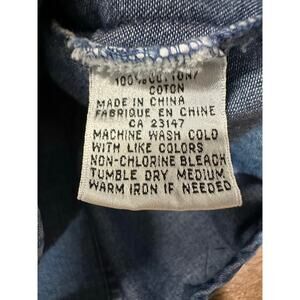 100% COTTON/
COTON
MADE IN CHINA
FABRIQUE EN CHINE
CA 23147
MACHINE WASH COLD
WITH LIKE COLORS
NON-CHLORINE BLEACH
TUMBLE DRY MEDIUM
WARM IRON IF NEEDED